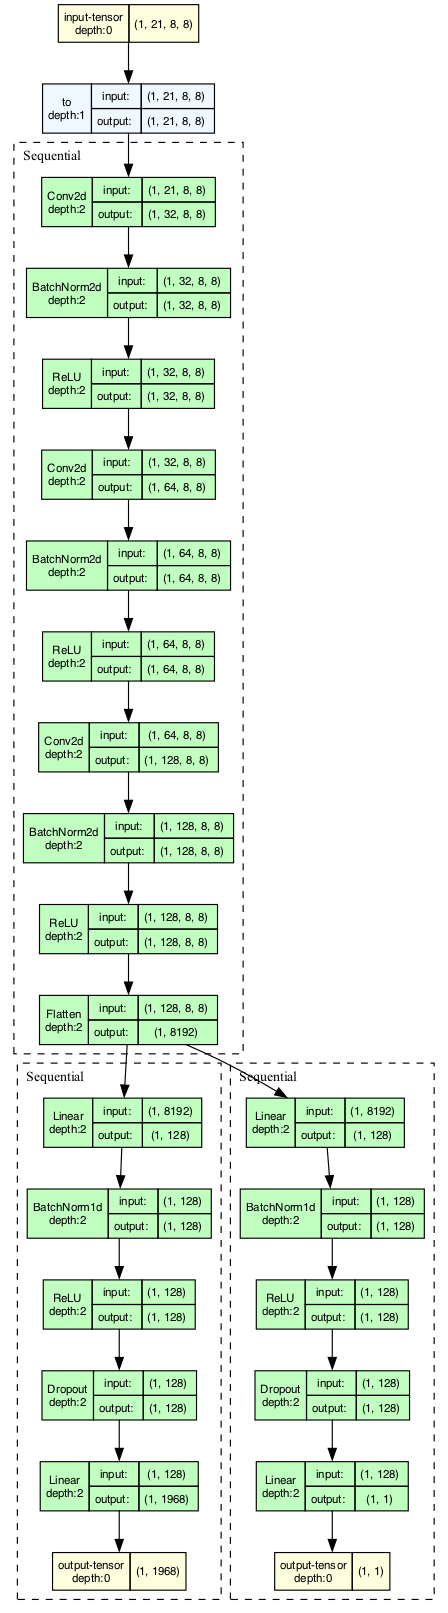 input-tensor
depth:0
(1, 21, 8, 8)
to
depth:1
input:
(1, 21, 8, 8)
output:
(1, 21, 8, 8)
Sequential
Conv2d
depth:2
input:
(1, 21, 8, 8)
output:
(1, 32, 8, 8)
BatchNorm2d
depth:2
input:
(1, 32, 8, 8)
output:
(1, 32, 8, 8)
ReLU
depth:2
input:
(1, 32, 8, 8)
output:
(1, 32, 8, 8)
Conv2d
depth:2
input:
(1, 32, 8, 8)
output:
(1, 64, 8, 8)
BatchNorm2d
depth:2
input:
(1, 64, 8, 8)
output:
(1, 64, 8, 8)
ReLU
depth:2
input:
(1, 64, 8, 8)
output:
(1, 64, 8, 8)
Conv2d
depth:2
input:
(1, 64, 8, 8)
output:
(1, 128, 8, 8)
BatchNorm2d
depth:2
input:
(1, 128, 8, 8)
output:
(1, 128, 8, 8)
ReLU
depth:2
input:
(1, 128, 8, 8)
output:
(1, 128, 8, 8)
Flatten
depth:2
input:
(1, 128, 8, 8)
output:
(1, 8192)
Sequential
Linear
depth:2
input:
(1, 8192)
output:
(1, 128)
BatchNorm1d
depth:2
input:
(1, 128)
output:
(1, 128)
ReLU
depth:2
input:
(1, 128)
output:
(1, 128)
Dropout
depth:2
input:
(1, 128)
output:
(1, 128)
Linear
depth:2
input:
(1, 128)
output:
(1, 1968)
output-tensor
depth:0
(1, 1968)
Sequential
Linear
depth:2
input:
(1, 8192)
output:
(1, 128)
BatchNorm1d
depth:2
input:
(1, 128)
output:
(1, 128)
ReLU
depth:2
input:
(1, 128)
output:
(1, 128)
Dropout
depth:2
input:
(1, 128)
output:
(1, 128)
Linear
depth:2
input:
(1, 128)
output:
(1, 1)
output-tensor
depth:0
(1, 1)